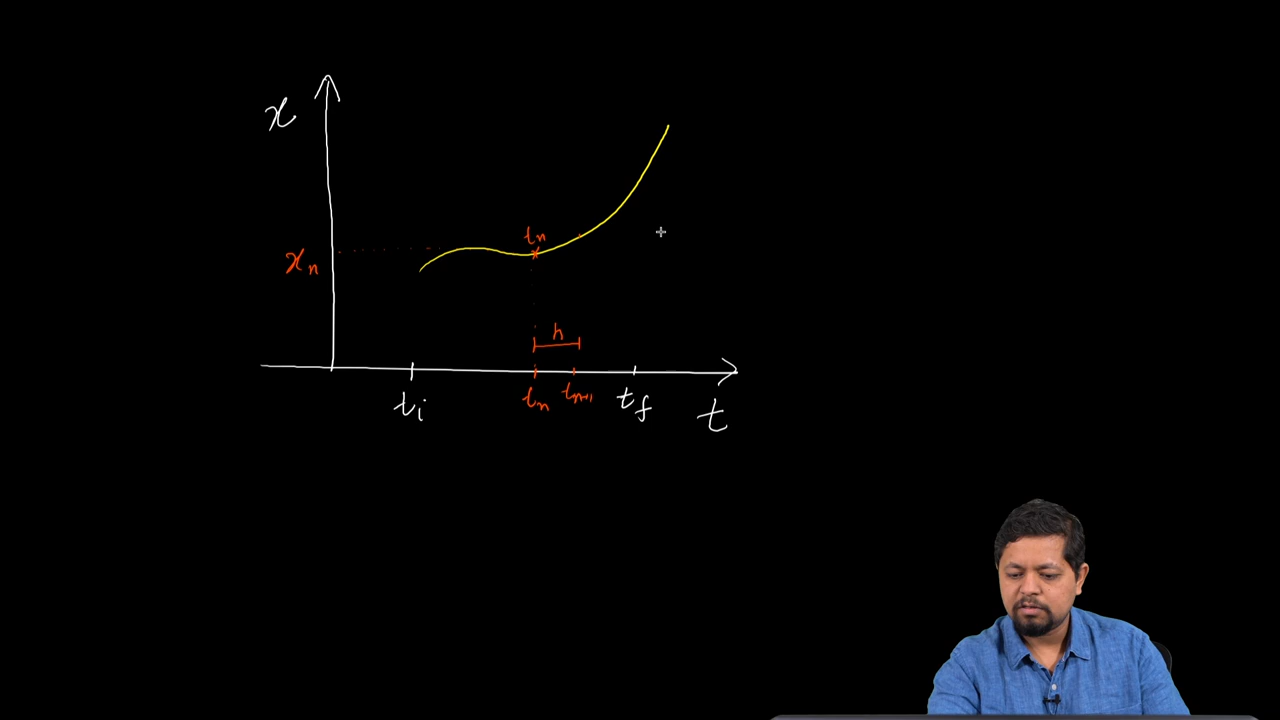 x
t_n
x_n
h
t_i
t_n
t_{n+1}
t_f
t